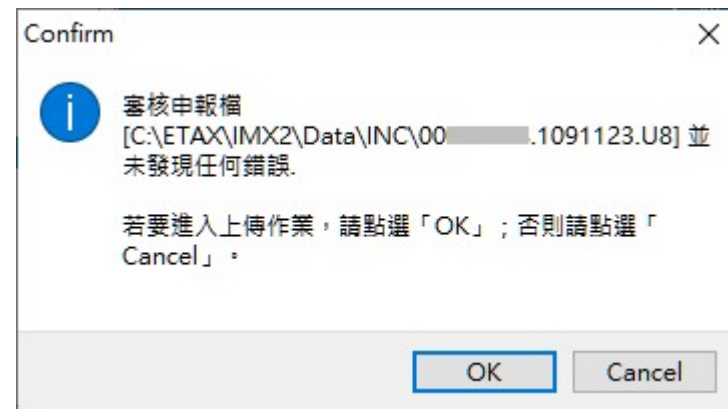 Confirm
審核申報檔
[C:\ETAX\IMX2\Data\INC\00 .1091123.U8] 並
未發現任何錯誤.
若要進入上傳作業，請點選「OK」；否則請點選「
Cancel」。
OK
Cancel